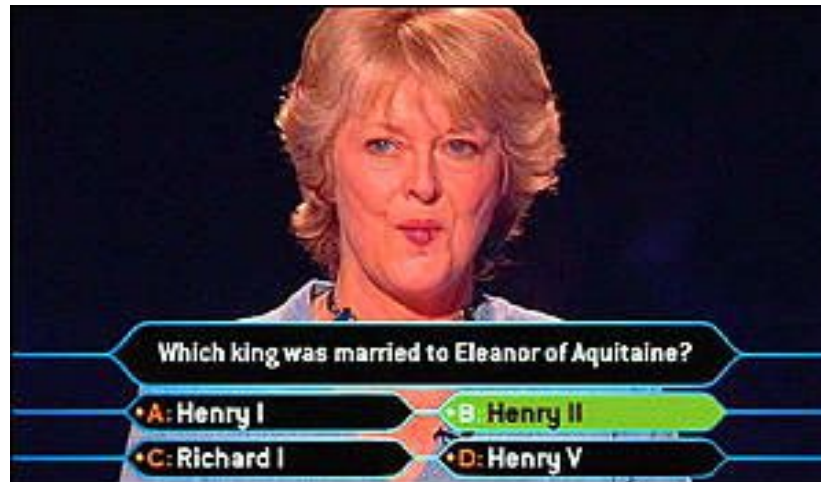 Which king was married to Eleanor of Aquitaine?
A: Henry I
B: Henry II
C: Richard I
D: Henry V